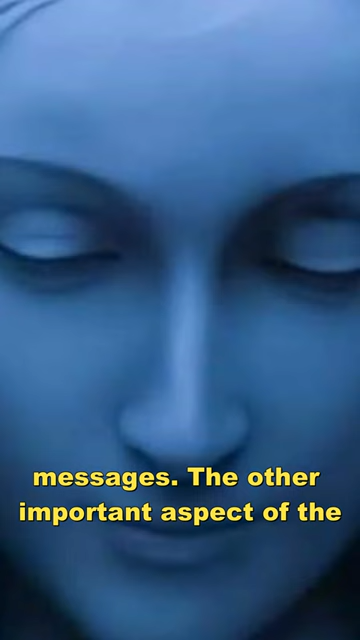 messages. The other
important aspect of the